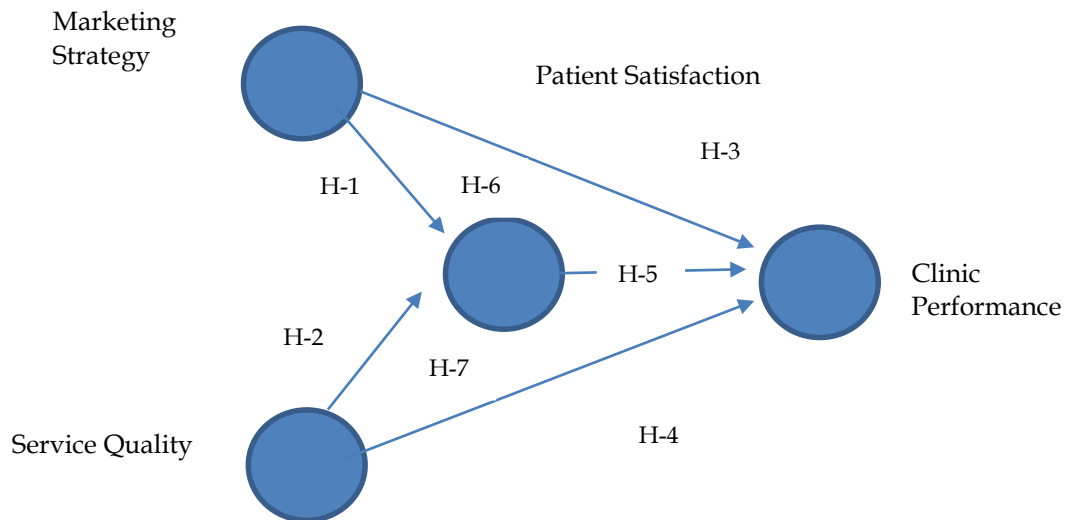 Marketing
Strategy
Patient Satisfaction
H-3
H-1
H-6
H-5
Clinic
Performance
H-2
H-7
H-4
Service Quality